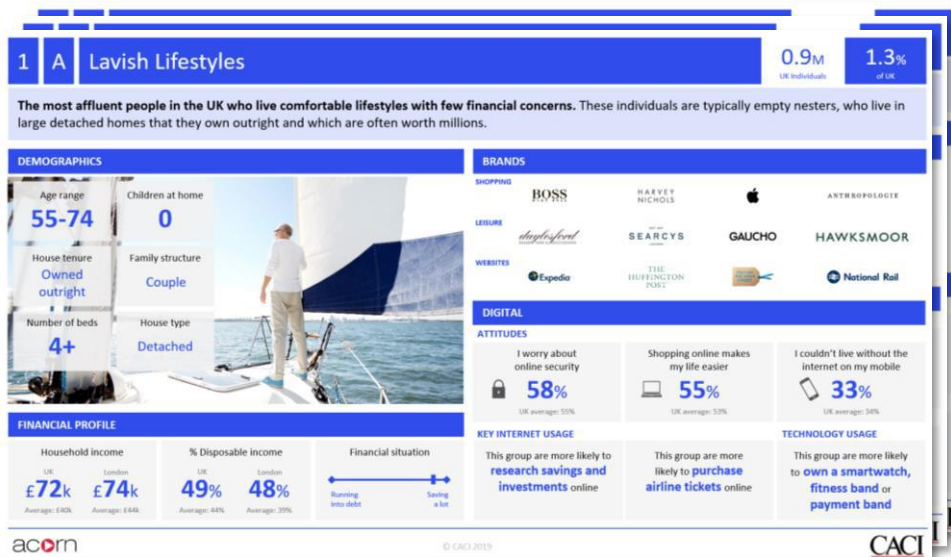 1 A Lavish Lifestyles
0.9M
UK Individuals
1.3%
of UK
The most affluent people in the UK who live comfortable lifestyles with few financial concerns. These individuals are typically empty nesters, who live in
large detached homes that they own outright and which are often worth millions.
DEMOGRAPHICS
Age range
55-74
Children at home
0
House tenure
Owned
outright
Family structure
Couple
Number of beds
4+
House type
Detached
FINANCIAL PROFILE
Household income
UK
£72k
Average: £40k
London
£74k
Average: £44k
% Disposable income
UK
49%
Average: 44%
London
48%
Average: 39%
Financial situation
Running
into debt
Saving
a lot
BRANDS
SHOPPING
BOSS
HARVEY
NICHOLS
ANTHROPOLOGIE
LEISURE
daylesford
SEARCYS
GAUCHO
HAWKSMOOR
WEBSITES
Expedia
THE
HUFFINGTON
POST
National Rail
DIGITAL
ATTITUDES
I worry about
online security
58%
UK average: 55%
Shopping online makes
my life easier
55%
UK average: 53%
I couldn't live without the
internet on my mobile
33%
UK average: 34%
KEY INTERNET USAGE
This group are more likely to
research savings and
investments online
This group are more
likely to purchase
airline tickets online
TECHNOLOGY USAGE
This group are more likely
to own a smartwatch,
fitness band or
payment band
acorn
© CACI 2019
CACI